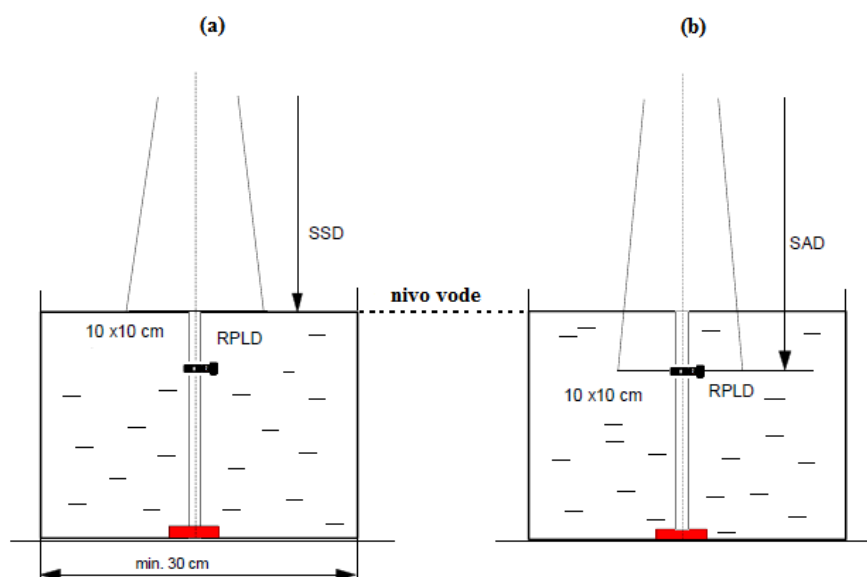 (a)
SSD
10 x10 cm
RPLD
min. 30 cm
nivo vode
(b)
SAD
10 x10 cm
RPLD